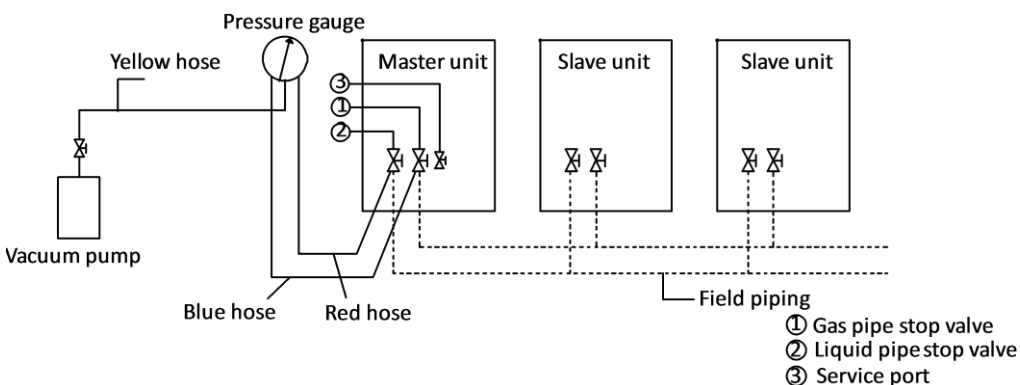 Pressure gauge
Yellow hose
Master unit
Slave unit
Slave unit
③
①
②
Vacuum pump
Blue hose
Red hose
Field piping
① Gas pipe stop valve
② Liquid pipe stop valve
③ Service port